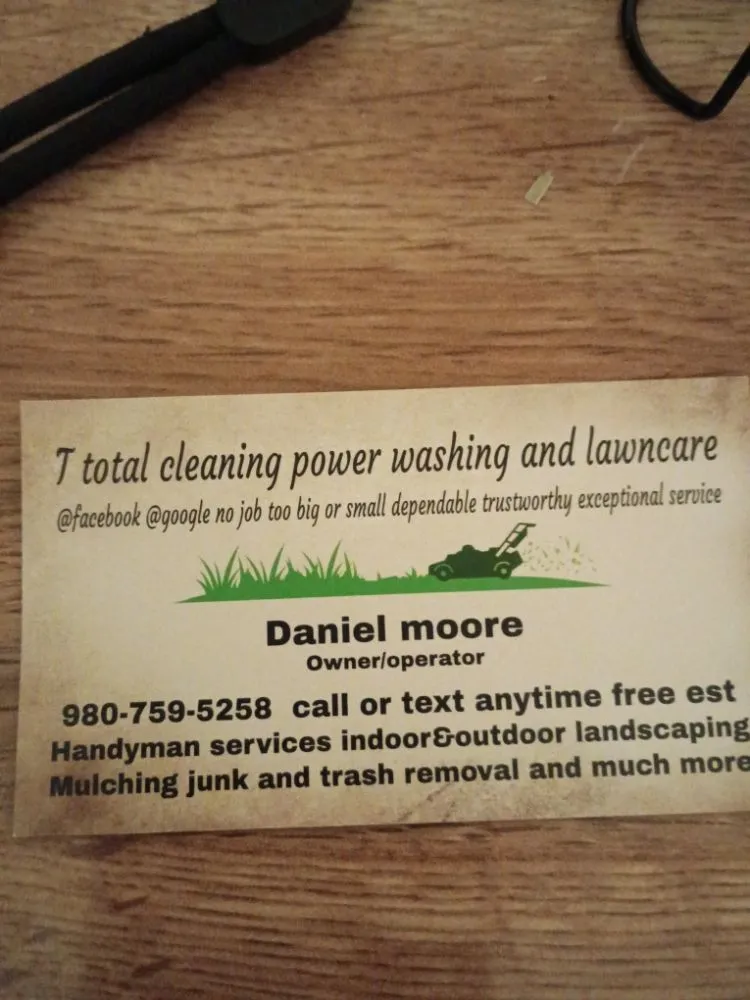 T total cleaning power washing and lawncare
@facebook @google no job too big or small dependable trustworthy exceptional service
Daniel moore
Owner/operator
980-759-5258 call or text anytime free est
Handyman services indoor&outdoor landscaping
Mulching junk and trash removal and much more